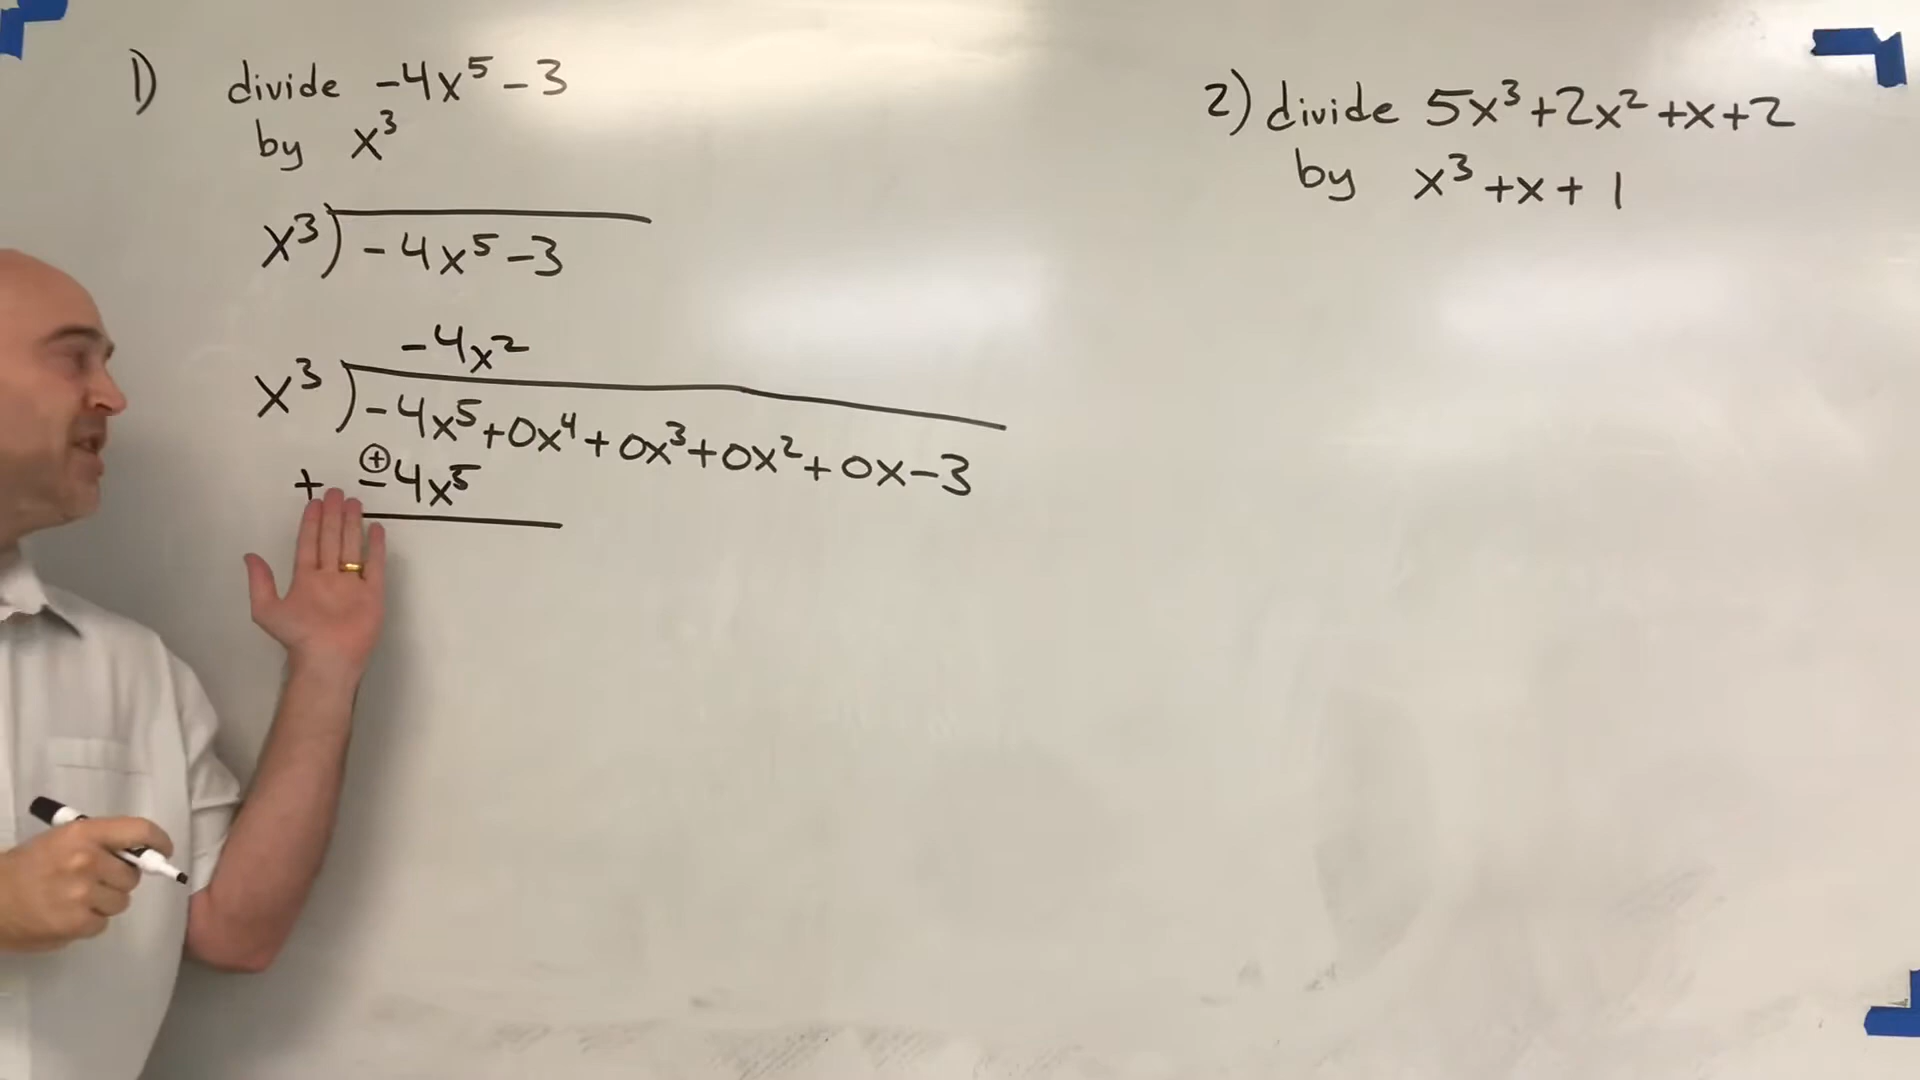 1) divide -4x⁵ - 3
by x³
x³) -4x⁵ - 3
-4x²
x³) -4x⁵ + 0x⁴ + 0x³ + 0x² + 0x - 3
+ ⊕ -4x⁵
2) divide 5x³ + 2x² + x + 2
by x³ + x + 1